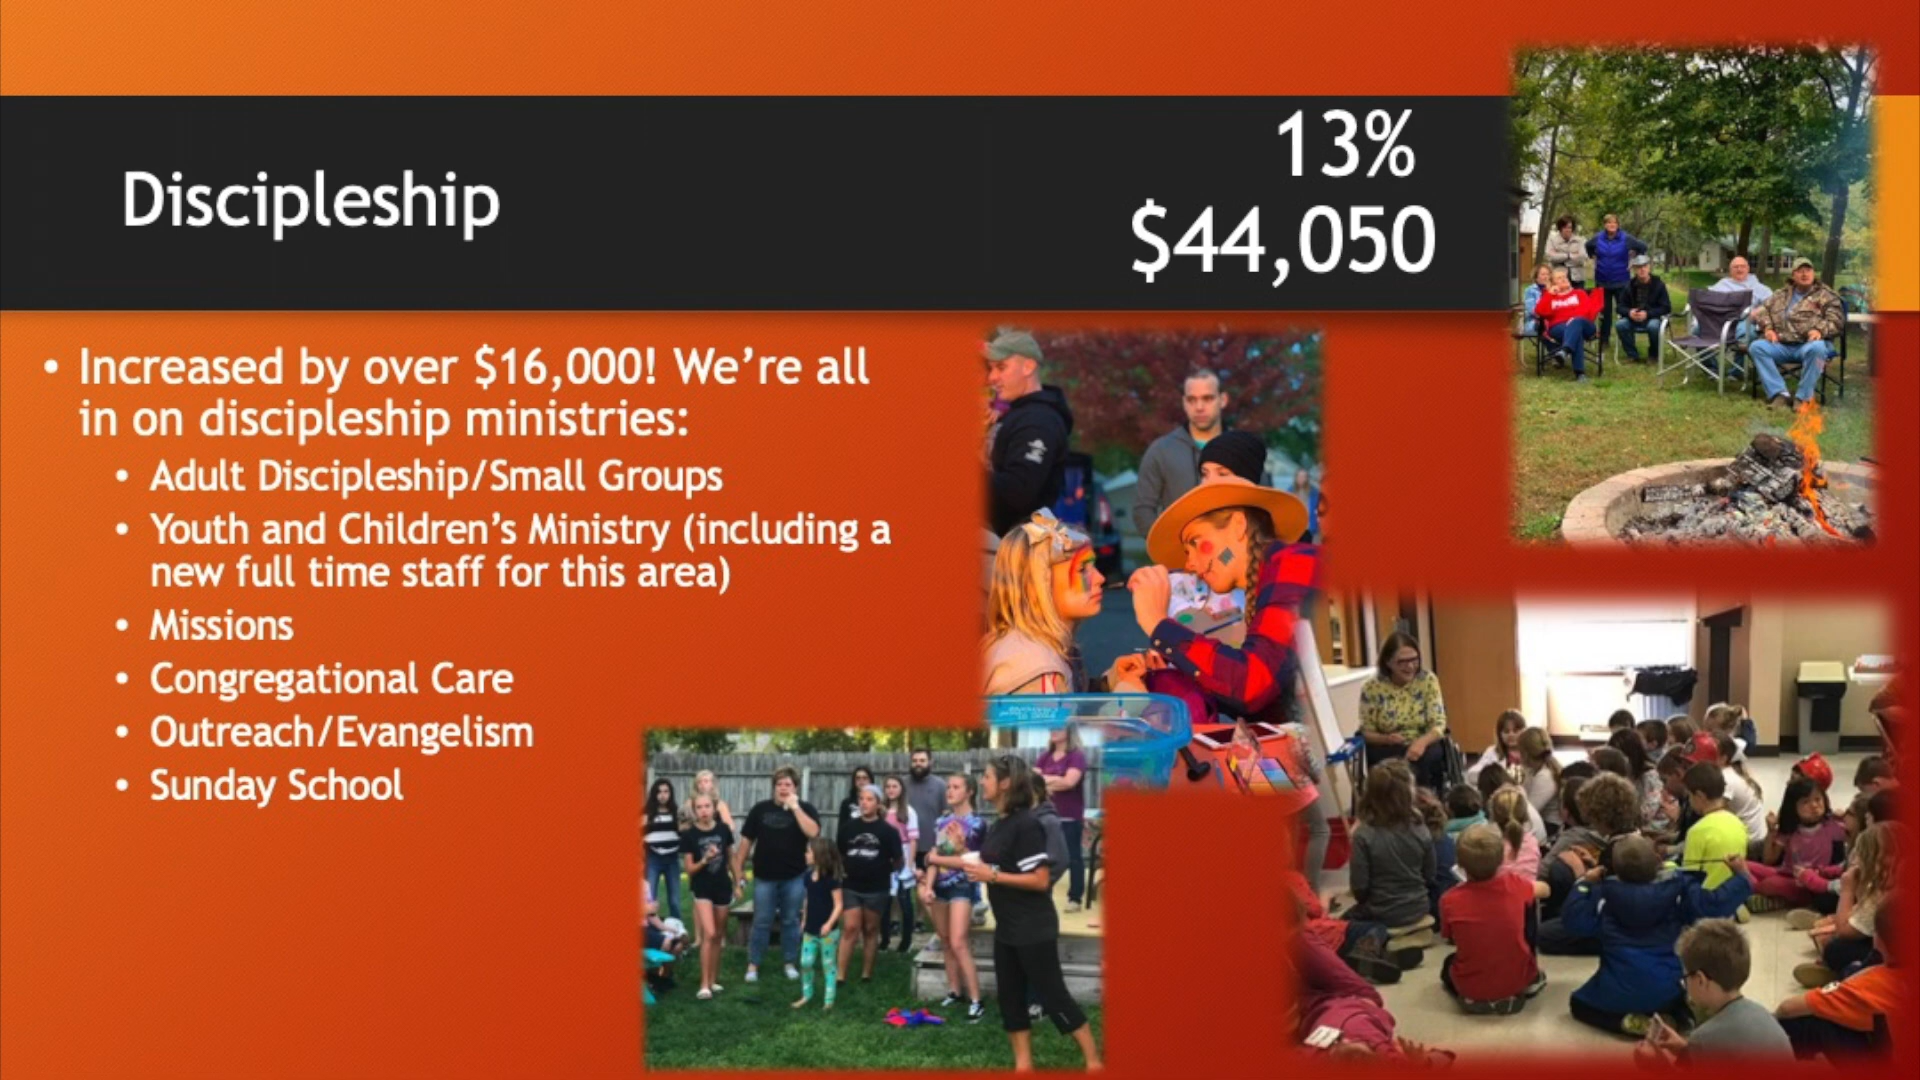 Discipleship
13%
$44,050
• Increased by over $16,000! We're all
in on discipleship ministries:
• Adult Discipleship/Small Groups
• Youth and Children's Ministry (including a
new full time staff for this area)
• Missions
• Congregational Care
• Outreach/Evangelism
• Sunday School